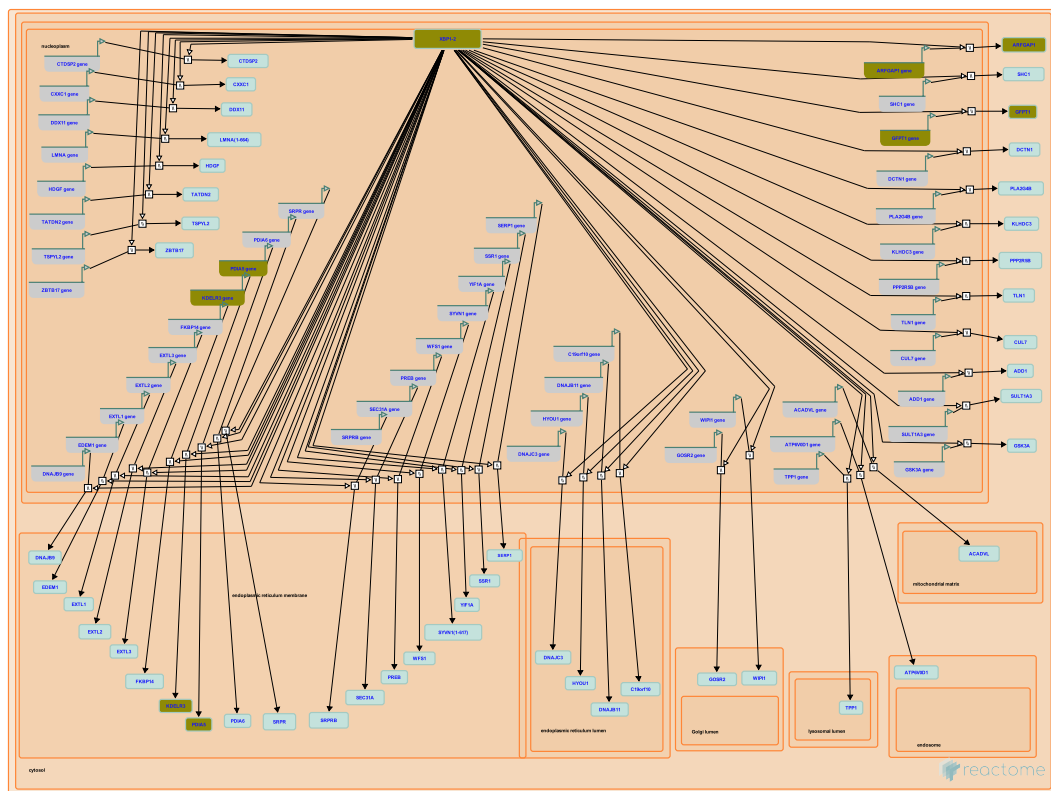 XBP1-2
nucleoplasm
CTDSP2 gene
CXXC1 gene
DDX11 gene
LMNA gene
HDGF gene
TATDN2 gene
TSPYL2 gene
ZBTB17 gene
CTDSP2
CXXC1
DDX11
LMNA(1-664)
HDGF
TATDN2
TSPYL2
ZBTB17
SRPR gene
PDIA6 gene
PDIA5 gene
KDELR3 gene
FKBP14 gene
EXTL3 gene
EXTL2 gene
EXTL1 gene
EDEM1 gene
DNAJB9 gene
SERP1 gene
SSR1 gene
YIF1A gene
SYVN1 gene
WFS1 gene
PREB gene
SEC31A gene
SRPRB gene
C19orf10 gene
DNAJB11 gene
HYOU1 gene
DNAJC3 gene
WIPI1 gene
GOSR2 gene
ACADVL gene
ATP6V0D1 gene
TPP1 gene
ARFGAP1 gene
SHC1 gene
GFPT1 gene
DCTN1 gene
PLA2G4B gene
KLHDC3 gene
PPP2R5B gene
TLN1 gene
CUL7 gene
ADD1 gene
SULT1A3 gene
GSK3A gene
ARFGAP1
SHC1
GFPT1
DCTN1
PLA2G4B
KLHDC3
PPP2R5B
TLN1
CUL7
ADD1
SULT1A3
GSK3A
DNAJB9
EDEM1
EXTL1
EXTL2
EXTL3
FKBP14
KDELR3
PDIA5
PDIA6
SRPR
SRPRB
SEC31A
PREB
WFS1
SYVN1(1-617)
YIF1A
SSR1
SERP1
endoplasmic reticulum membrane
DNAJC3
HYOU1
DNAJB11
C19orf10
endoplasmic reticulum lumen
GOSR2
WIPI1
Golgi lumen
TPP1
lysosomal lumen
ACADVL
mitochondrial matrix
ATP6V0D1
endosome
cytosol
reactome